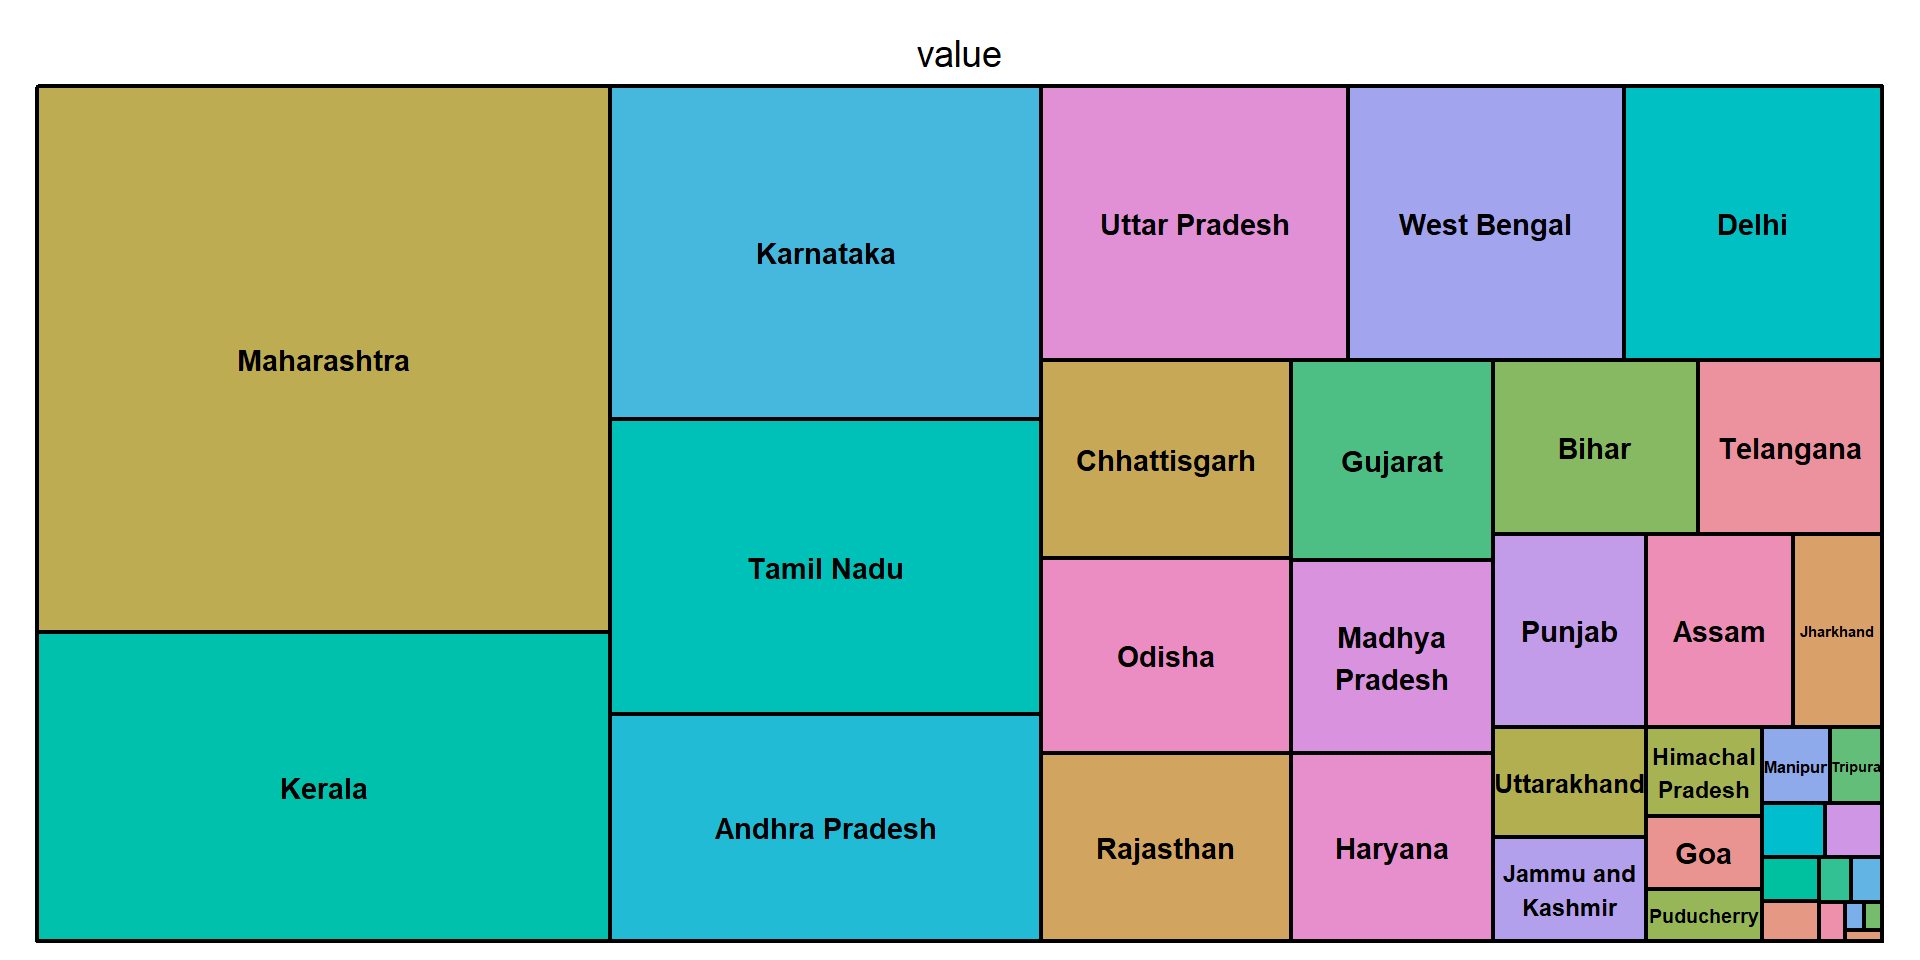 value
Maharashtra
Kerala
Karnataka
Tamil Nadu
Andhra Pradesh
Uttar Pradesh
West Bengal
Delhi
Chhattisgarh
Odisha
Rajasthan
Gujarat
Madhya
Pradesh
Haryana
Bihar
Telangana
Punjab
Assam
Jharkhand
Uttarakhand
Jammu and
Kashmir
Himachal
Pradesh
Goa
Puducherry
Manipur
Tripura